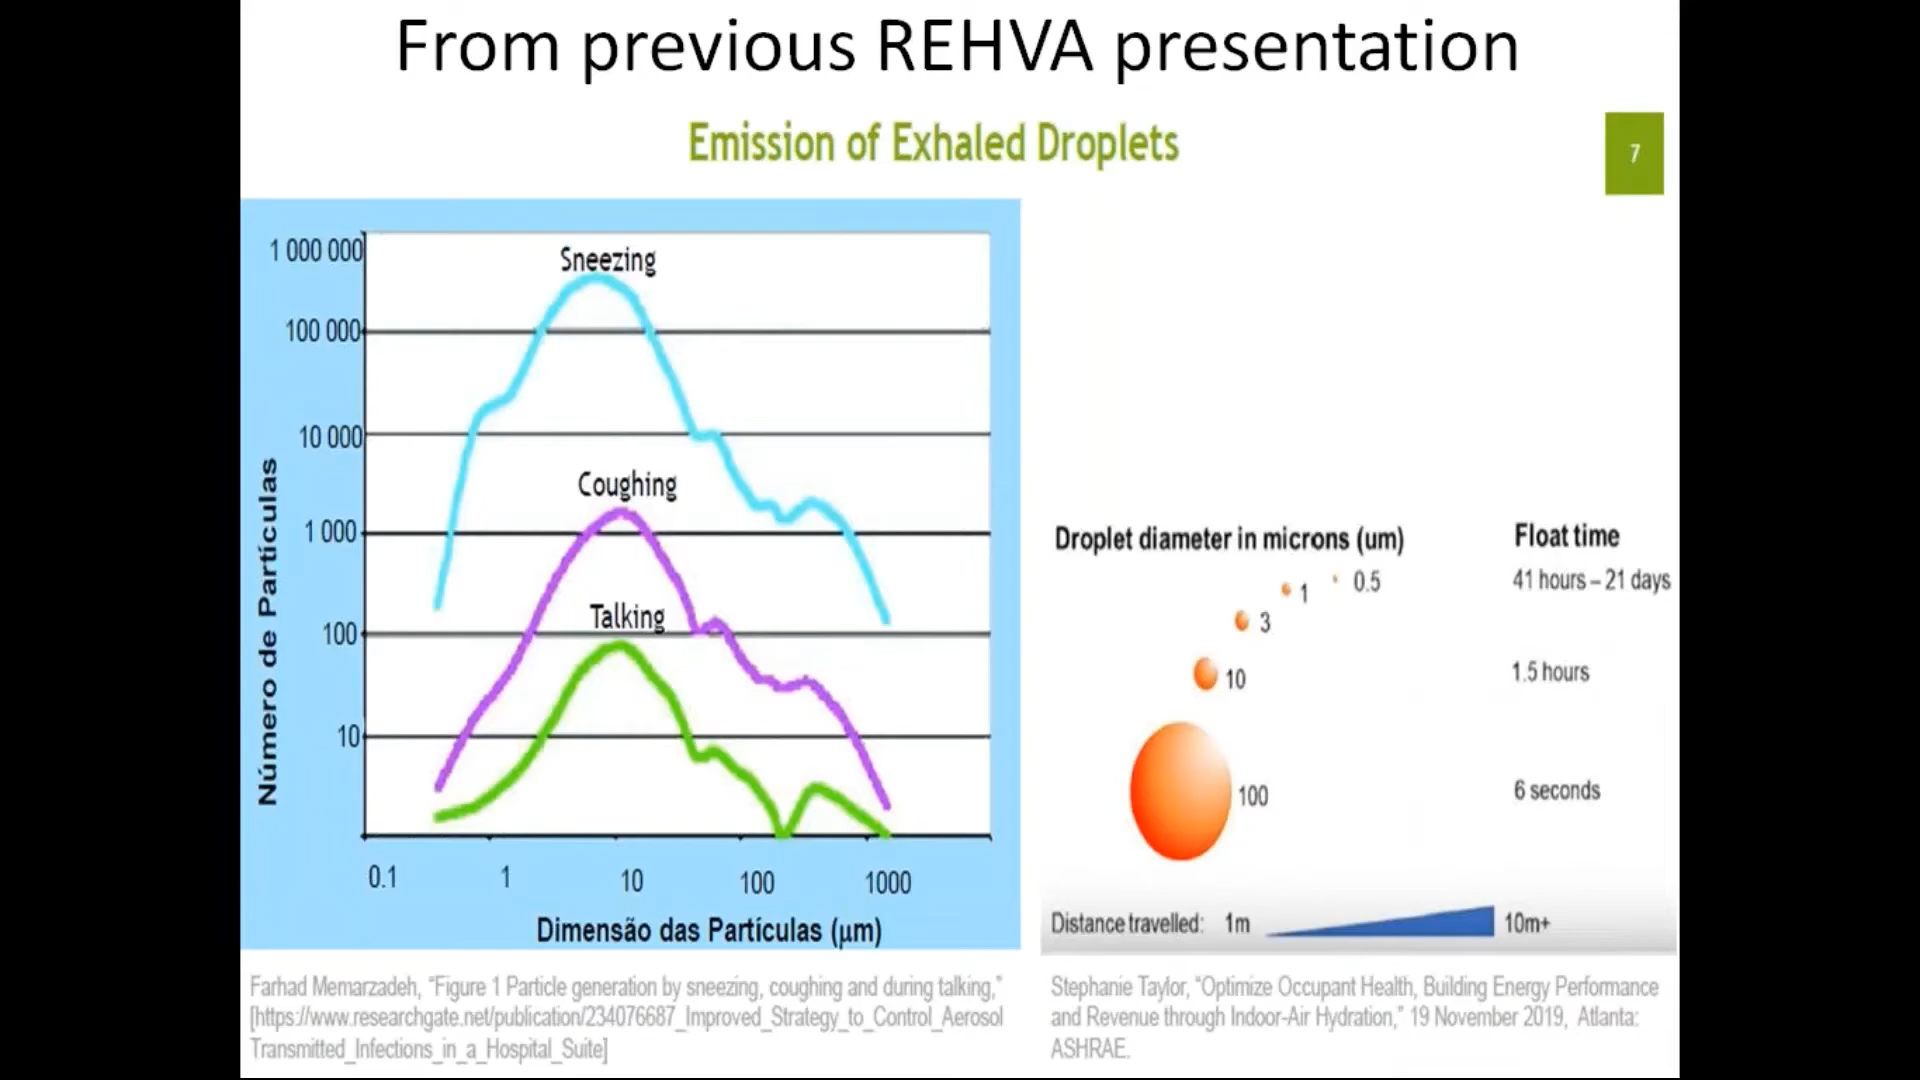 From previous REHVA presentation
Emission of Exhaled Droplets
7
Número de Partículas
1 000 000
100 000
10 000
1 000
100
10
Sneezing
Coughing
Talking
0.1 1 10 100 1000
Dimensão das Partículas (μm)
Droplet diameter in microns (um) Float time
0.5 41 hours – 21 days
1
3
10 1.5 hours
100 6 seconds
Distance travelled: 1m 10m+
Farhad Memarzadeh, “Figure 1 Particle generation by sneezing, coughing and during talking,”
[https://www.researchgate.net/publication/234076687_Improved_Strategy_to_Control_Aerosol
Transmitted_Infections_in_a_Hospital_Suite]
Stephanie Taylor, “Optimize Occupant Health, Building Energy Performance
and Revenue through Indoor-Air Hydration,” 19 November 2019, Atlanta:
ASHRAE.